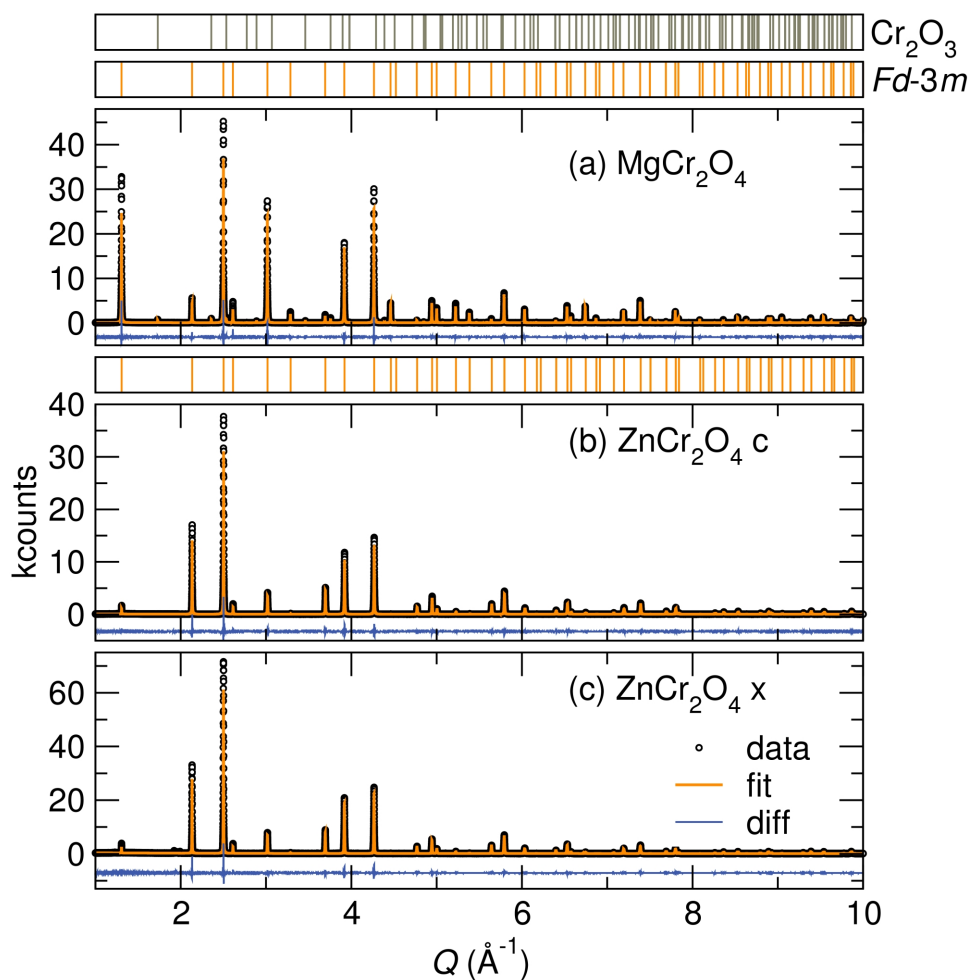 Cr₂O₃
Fd-3m
(a) MgCr₂O₄
40
30
20
10
0
(b) ZnCr₂O₄ c
40
30
20
10
0
kcounts
(c) ZnCr₂O₄ x
60
40
20
0
data
fit
diff
2 4 6 8 10
Q (Å⁻¹)